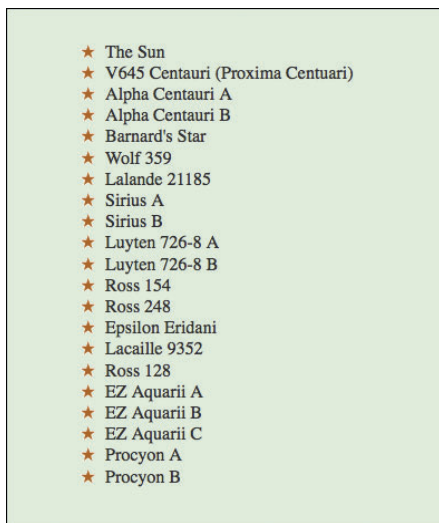 The Sun
V645 Centauri (Proxima Centuari)
Alpha Centauri A
Alpha Centauri B
Barnard's Star
Wolf 359
Lalande 21185
Sirius A
Sirius B
Luyten 726-8 A
Luyten 726-8 B
Ross 154
Ross 248
Epsilon Eridani
Lacaille 9352
Ross 128
EZ Aquarii A
EZ Aquarii B
EZ Aquarii C
Procyon A
Procyon B